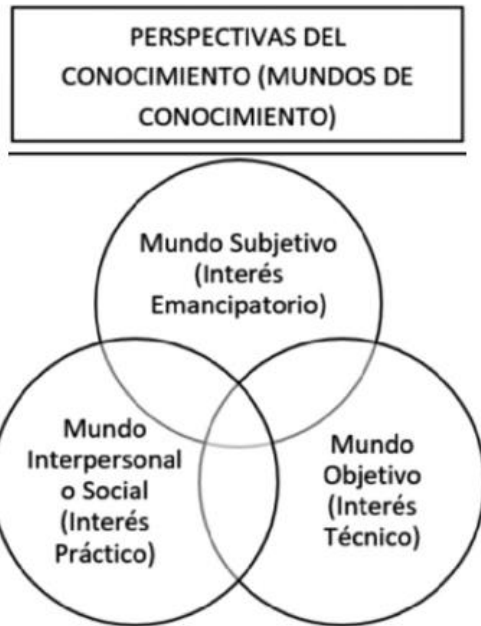 PERSPECTIVAS DEL
CONOCIMIENTO (MUNDOS DE
CONOCIMIENTO)
Mundo Subjetivo
(Interés
Emancipatorio)
Mundo
Interpersonal
o Social
(Interés
Práctico)
Mundo
Objetivo
(Interés
Técnico)